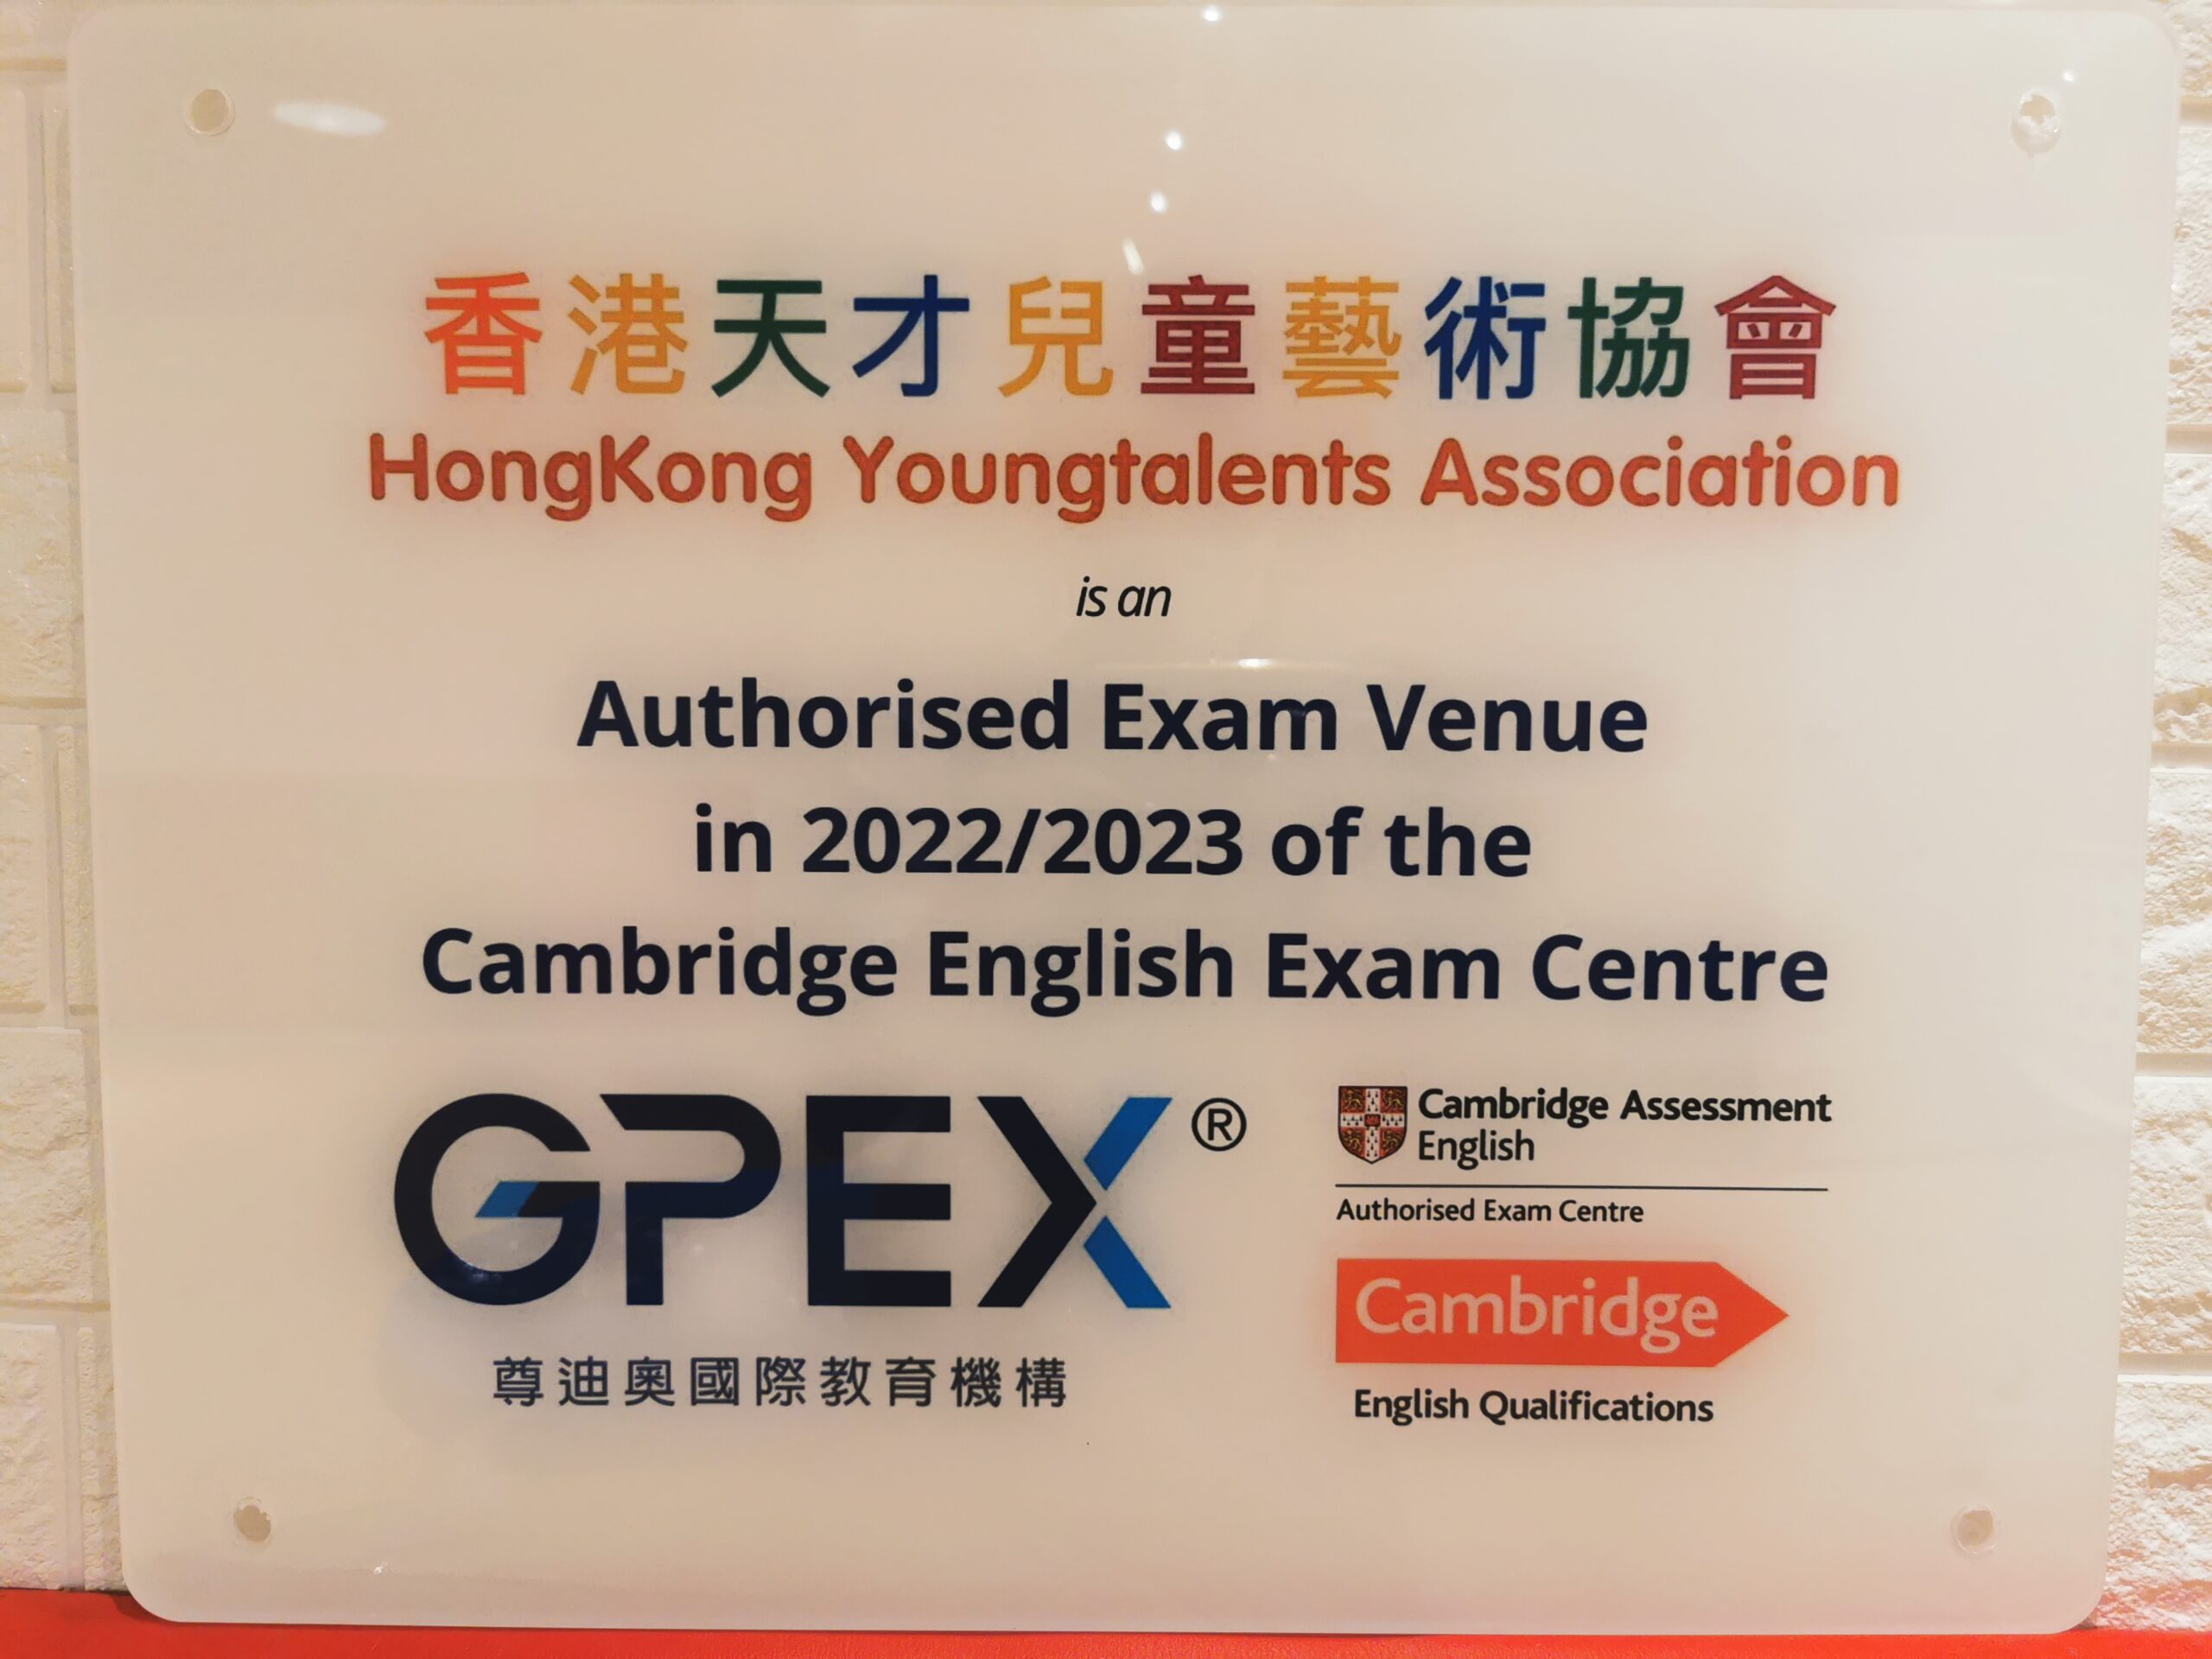 香港天才兒童藝術協會
HongKong Youngtalents Association
is an
Authorised Exam Venue
in 2022/2023 of the
Cambridge English Exam Centre
GPEX®
尊迪奧國際教育機構
Cambridge Assessment
English
Authorised Exam Centre
Cambridge
English Qualifications